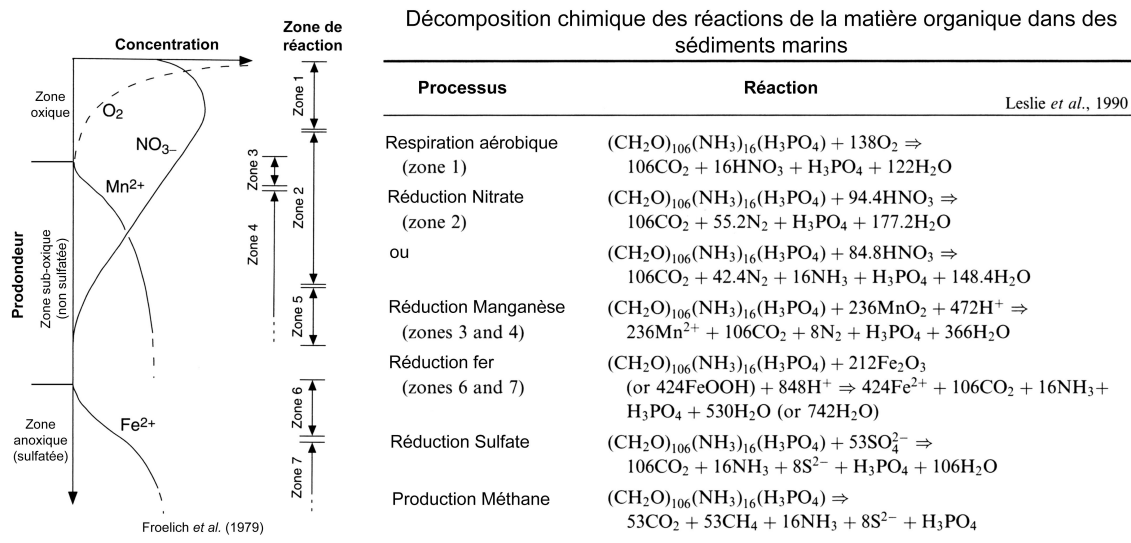 Concentration
Zone de
réaction
Zone
oxique
O2
NO3–
Mn2+
Prodondeur
Zone sub-oxique
(non sulfatée)
Zone
anoxique
(sulfatée)
Fe2+
Zone 1
Zone 3
Zone 2
Zone 4
Zone 5
Zone 6
Zone 7
Froelich et al. (1979)
Décomposition chimique des réactions de la matière organique dans des
sédiments marins
Processus Réaction
Leslie et al., 1990
Respiration aérobique (CH₂O)₁₀₆(NH₃)₁₆(H₃PO₄) + 138O₂ ⇒
(zone 1) 106CO₂ + 16HNO₃ + H₃PO₄ + 122H₂O
Réduction Nitrate (CH₂O)₁₀₆(NH₃)₁₆(H₃PO₄) + 94.4HNO₃ ⇒
(zone 2) 106CO₂ + 55.2N₂ + H₃PO₄ + 177.2H₂O
ou (CH₂O)₁₀₆(NH₃)₁₆(H₃PO₄) + 84.8HNO₃ ⇒
106CO₂ + 42.4N₂ + 16NH₃ + H₃PO₄ + 148.4H₂O
Réduction Manganèse (CH₂O)₁₀₆(NH₃)₁₆(H₃PO₄) + 236MnO₂ + 472H⁺ ⇒
(zones 3 and 4) 236Mn²⁺ + 106CO₂ + 8N₂ + H₃PO₄ + 366H₂O
Réduction fer (CH₂O)₁₀₆(NH₃)₁₆(H₃PO₄) + 212Fe₂O₃
(zones 6 and 7) (or 424FeOOH) + 848H⁺ ⇒ 424Fe²⁺ + 106CO₂ + 16NH₃+
H₃PO₄ + 530H₂O (or 742H₂O)
Réduction Sulfate (CH₂O)₁₀₆(NH₃)₁₆(H₃PO₄) + 53SO₄²⁻ ⇒
106CO₂ + 16NH₃ + 8S²⁻ + H₃PO₄ + 106H₂O
Production Méthane (CH₂O)₁₀₆(NH₃)₁₆(H₃PO₄) ⇒
53CO₂ + 53CH₄ + 16NH₃ + 8S²⁻ + H₃PO₄